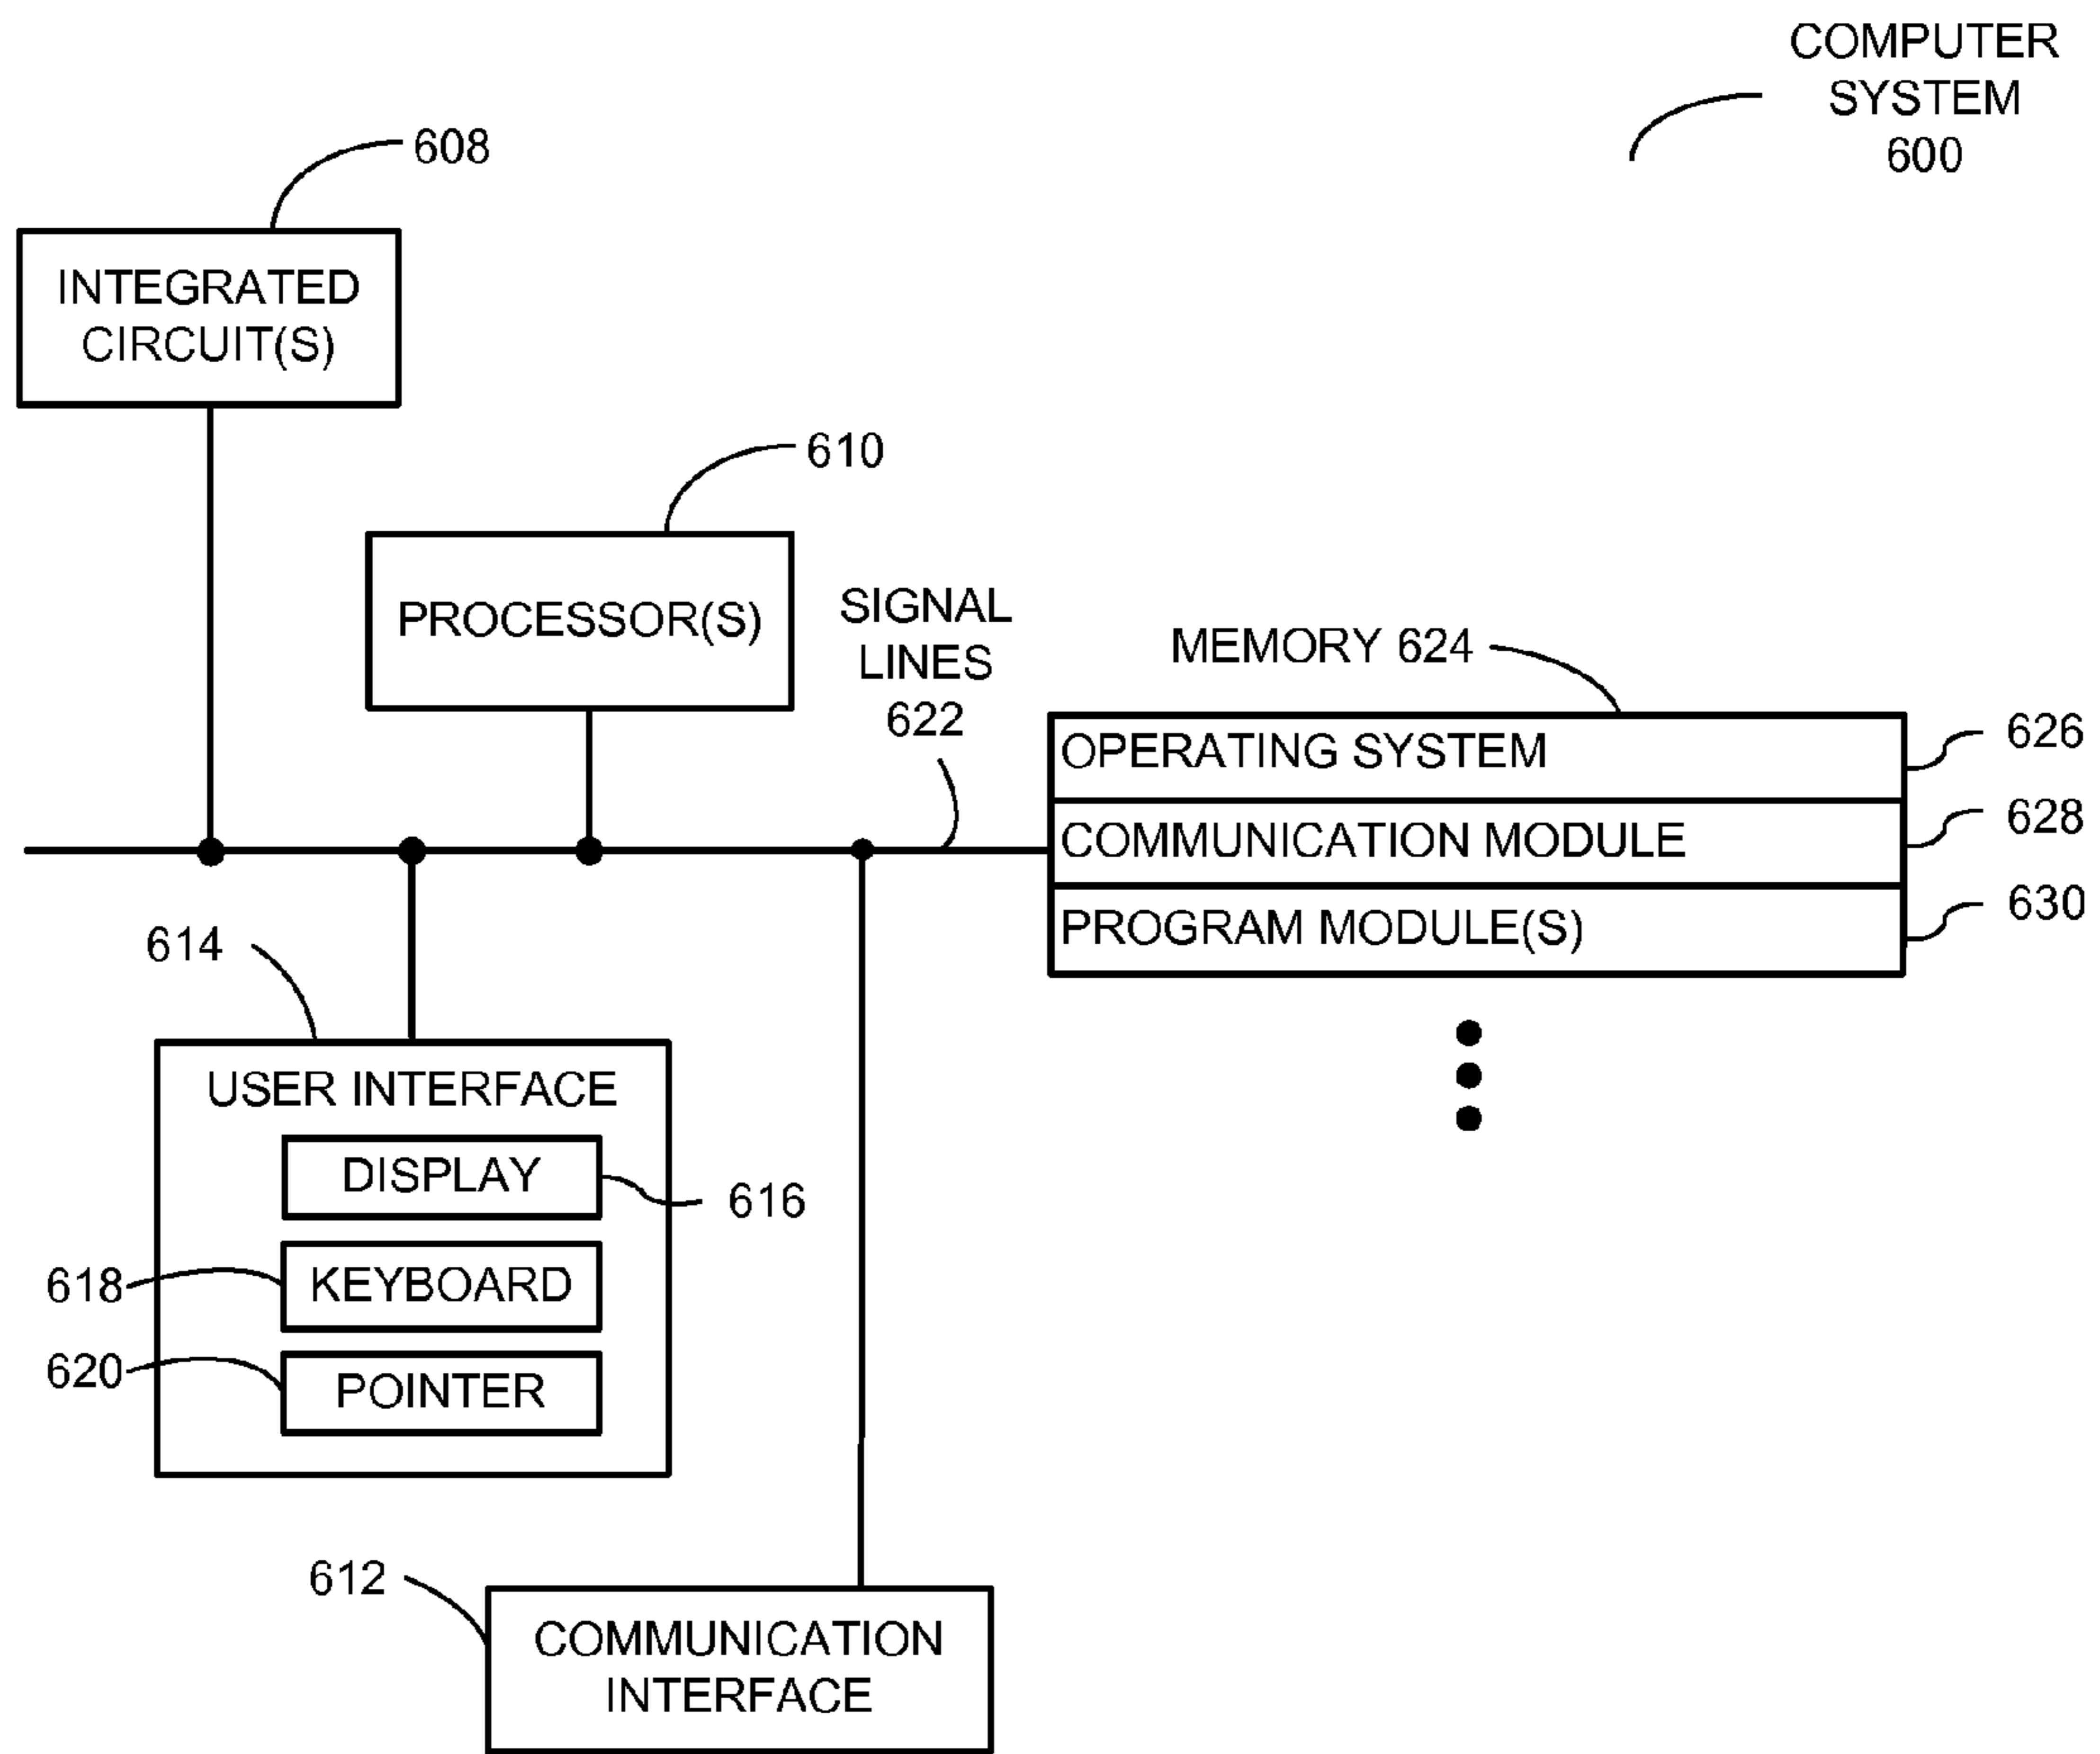 COMPUTER
SYSTEM
600
608
INTEGRATED
CIRCUIT(S)
610
PROCESSOR(S)
SIGNAL
LINES
622
MEMORY 624
OPERATING SYSTEM
626
COMMUNICATION MODULE
628
PROGRAM MODULE(S)
630
614
USER INTERFACE
DISPLAY
616
618
KEYBOARD
620
POINTER
612
COMMUNICATION
INTERFACE